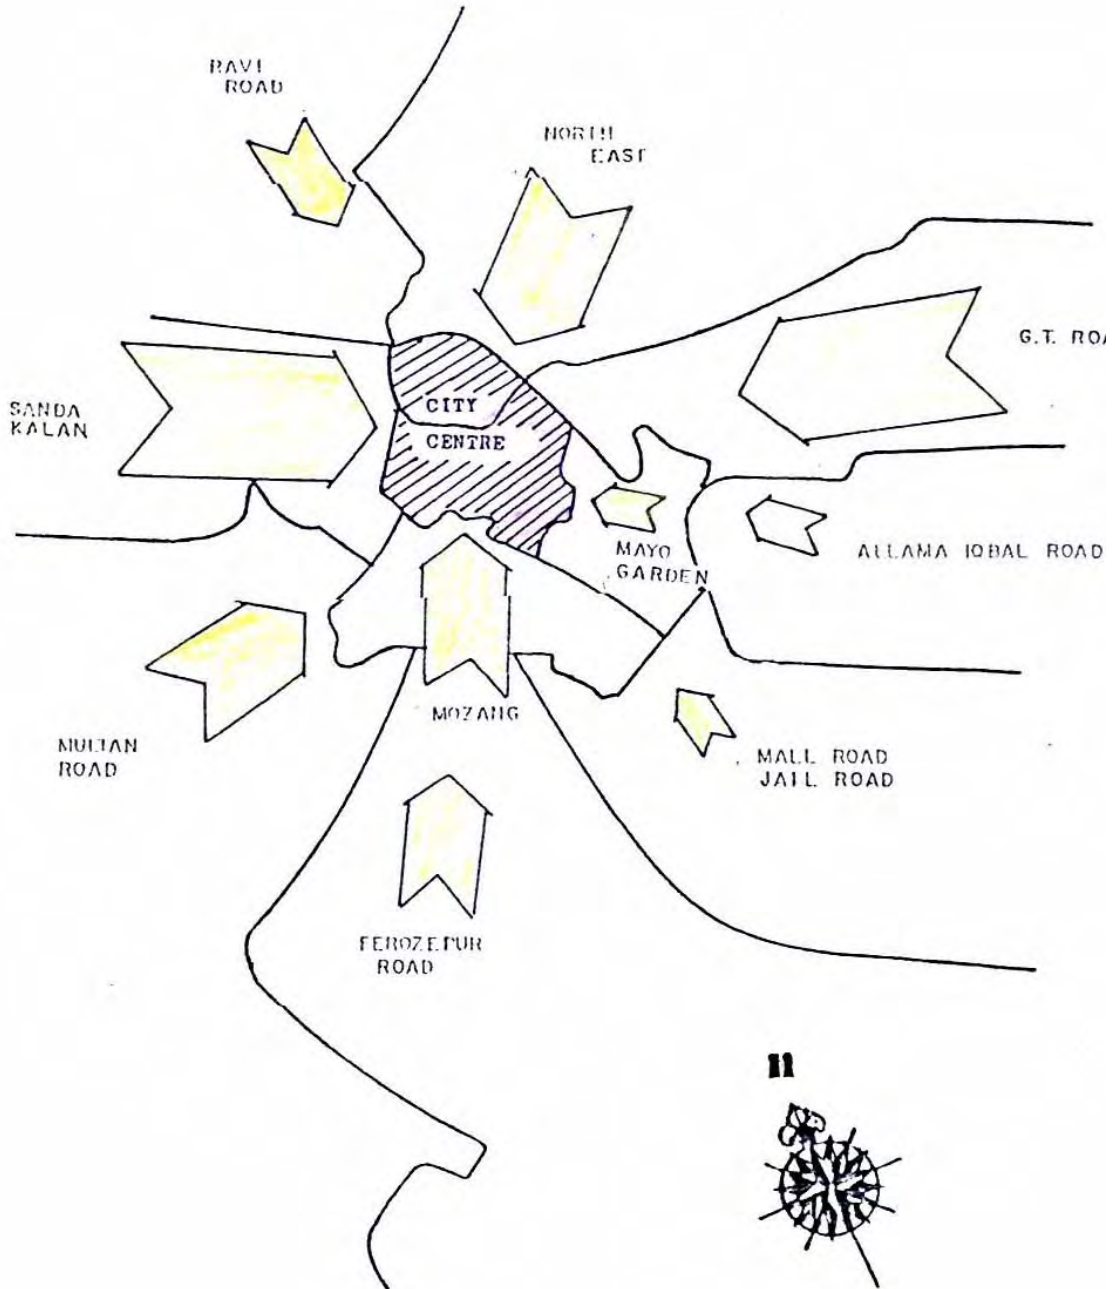 RAVI
ROAD
NORTH
EAST
G.T. ROA
SANDA
KALAN
CITY
CENTRE
MAYO
GARDEN
ALLAMA IQBAL ROAD
MOZANG
MULTAN
ROAD
MALL ROAD
JAIL ROAD
FEROZEPUR
ROAD
N